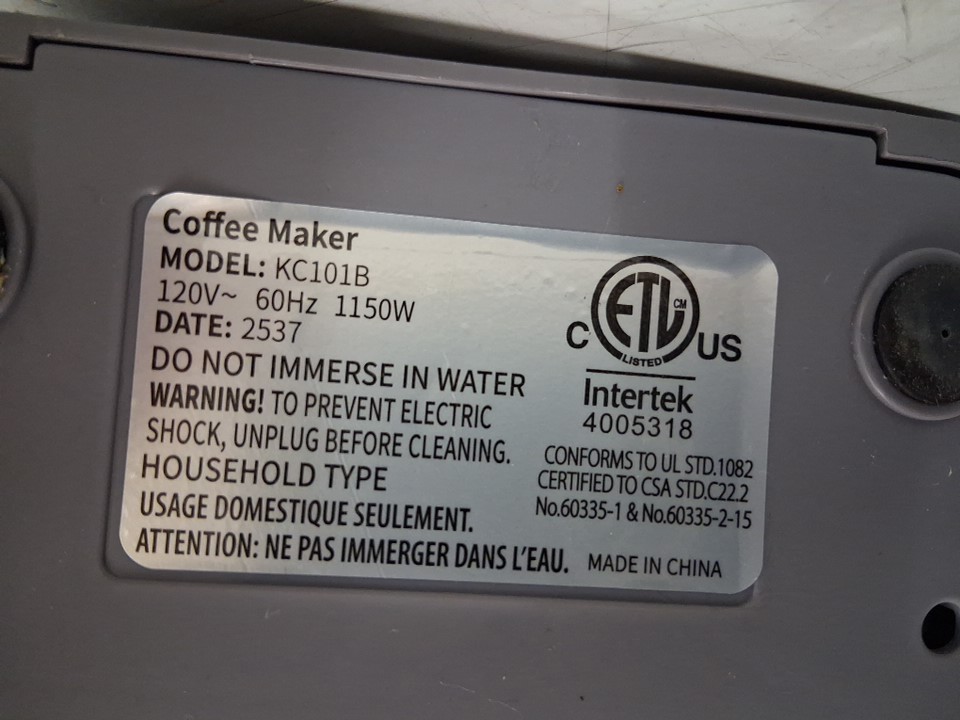 Coffee Maker
MODEL: KC101B
120V~ 60Hz 1150W
DATE: 2537
DO NOT IMMERSE IN WATER
WARNING! TO PREVENT ELECTRIC
SHOCK, UNPLUG BEFORE CLEANING.
HOUSEHOLD TYPE
USAGE DOMESTIQUE SEULEMENT.
ATTENTION: NE PAS IMMERGER DANS L'EAU.
ETL CM
C US
LISTED
Intertek
4005318
CONFORMS TO UL STD.1082
CERTIFIED TO CSA STD.C22.2
No.60335-1 & No.60335-2-15
MADE IN CHINA